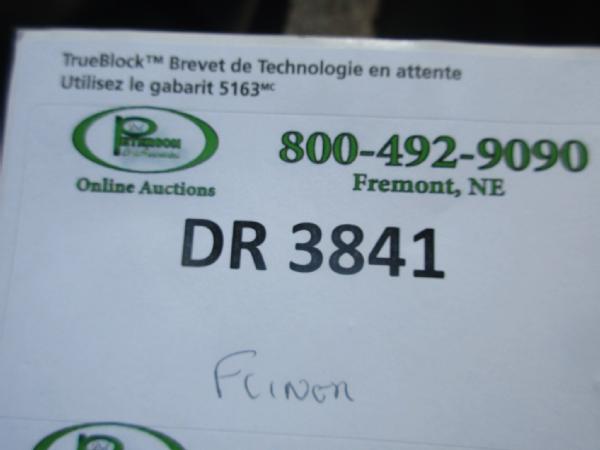 TrueBlock™ Brevet de Technologie en attente
Utilisez le gabarit 5163ᴹᶜ
PETERSON
800-492-9090
Online Auctions
Fremont, NE
DR 3841